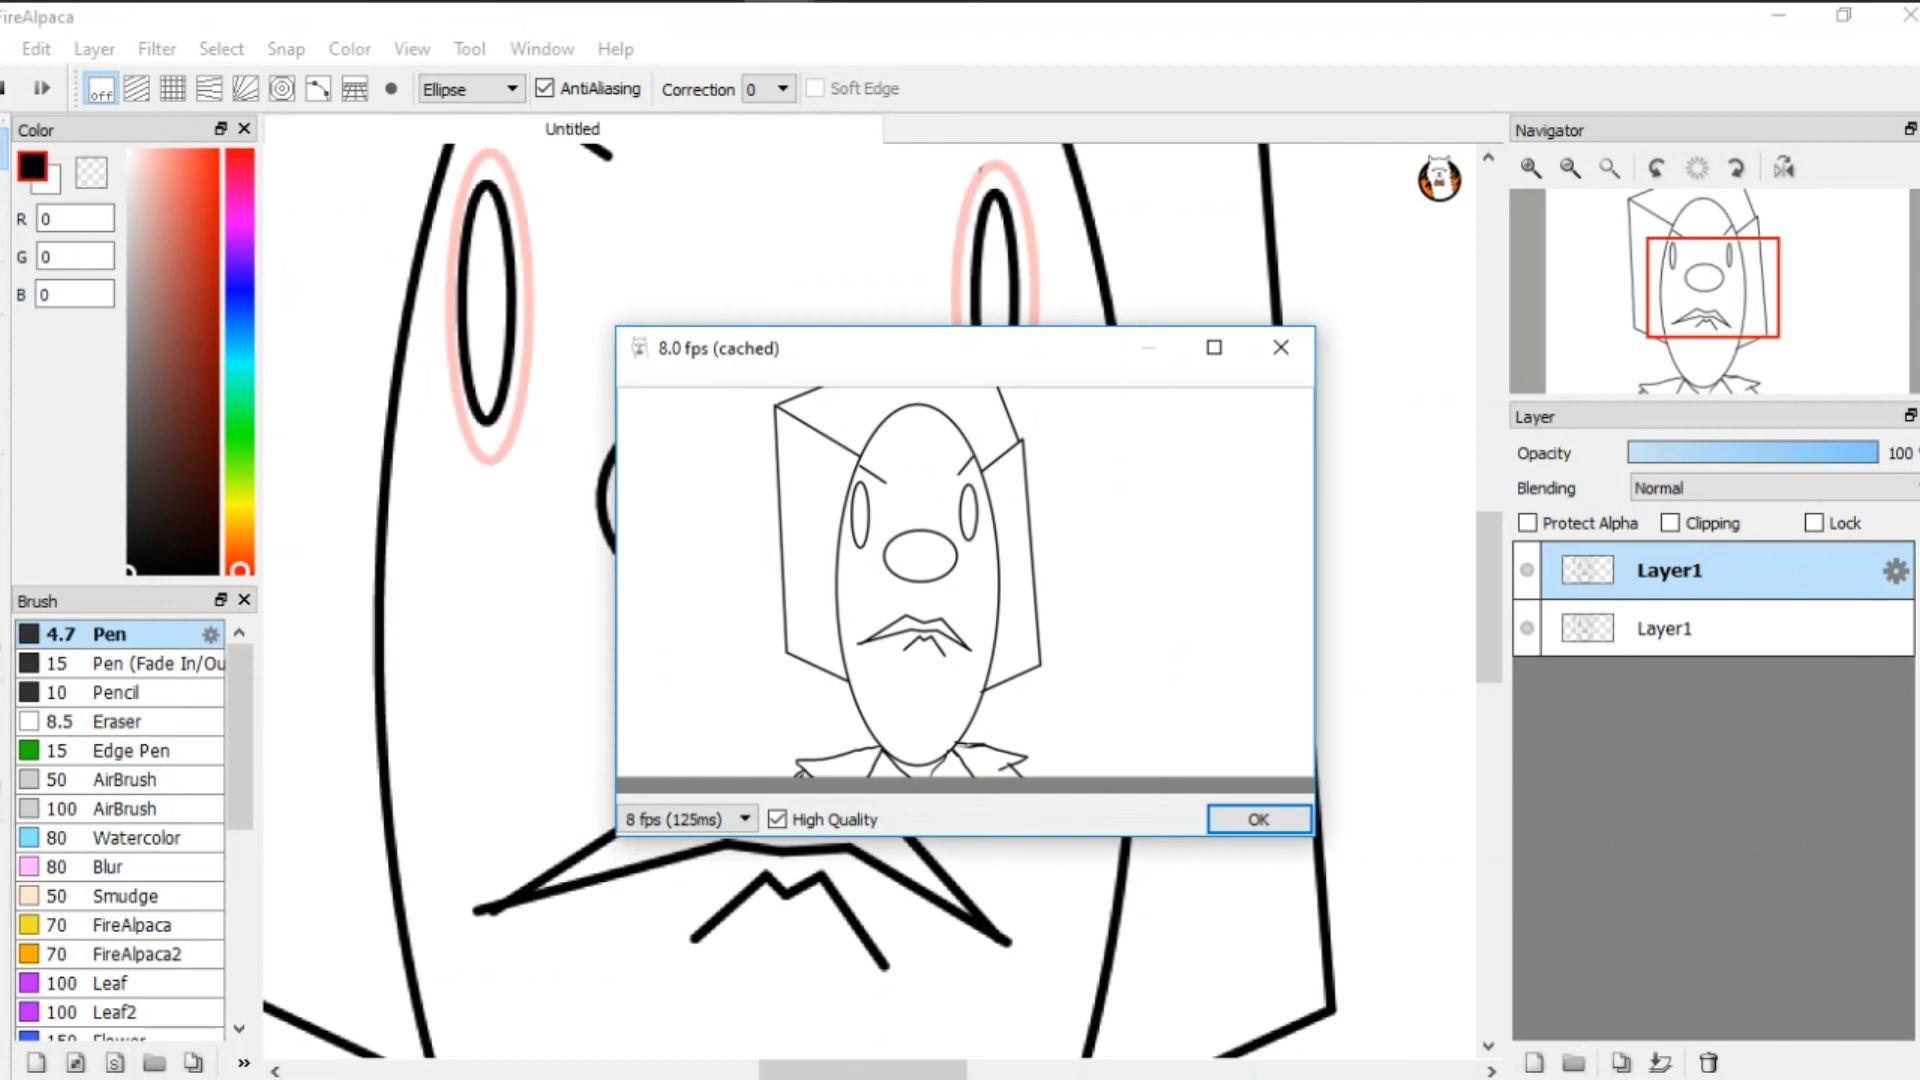 FireAlpaca
Edit Layer Filter Select Snap Color View Tool Window Help
off Ellipse AntiAliasing Correction 0 Soft Edge
Color
Untitled
Navigator
R 0
G 0
B 0
8.0 fps (cached)
Layer
Opacity 100
Blending Normal
Protect Alpha Clipping Lock
Layer1
Layer1
Brush
4.7 Pen
15 Pen (Fade In/Ou
10 Pencil
8.5 Eraser
15 Edge Pen
50 AirBrush
100 AirBrush
80 Watercolor
80 Blur
50 Smudge
70 FireAlpaca
70 FireAlpaca2
100 Leaf
100 Leaf2
150 Flower
8 fps (125ms) High Quality OK